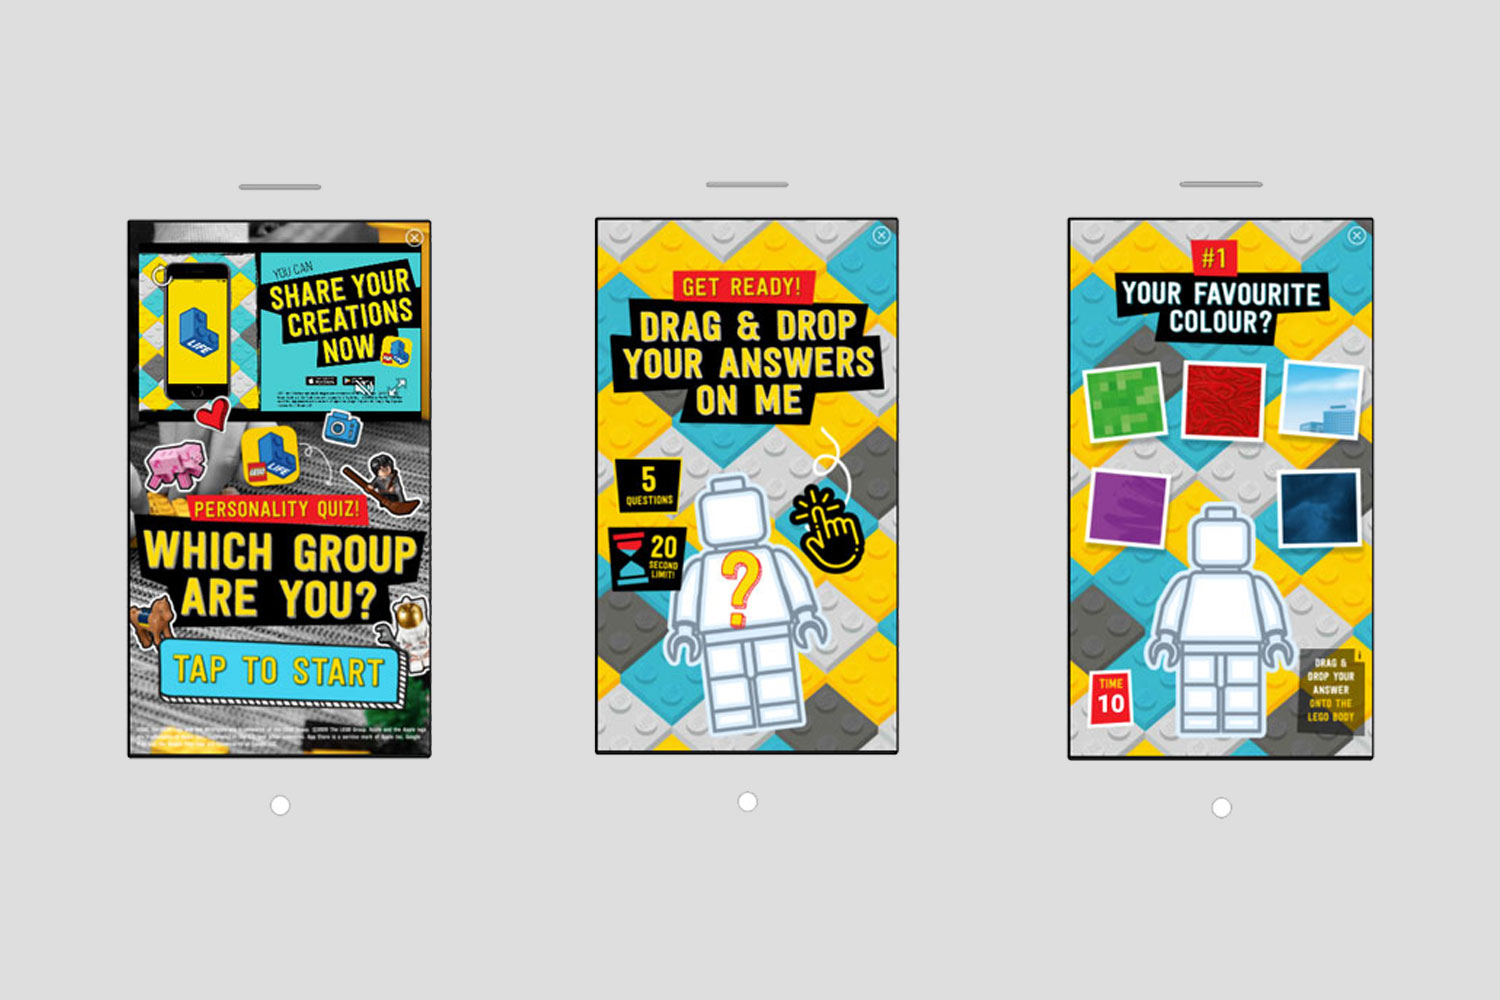 YOU CAN
SHARE YOUR
CREATIONS
NOW
LIFE
LEGO
LIFE
PERSONALITY QUIZ!
WHICH GROUP
ARE YOU?
TAP TO START
GET READY!
DRAG & DROP
YOUR ANSWERS
ON ME
5
QUESTIONS
20
SECOND
LIMIT!
?
#1
YOUR FAVOURITE
COLOUR?
TIME
10
DRAG &
DROP YOUR
ANSWER
ONTO THE
LEGO BODY